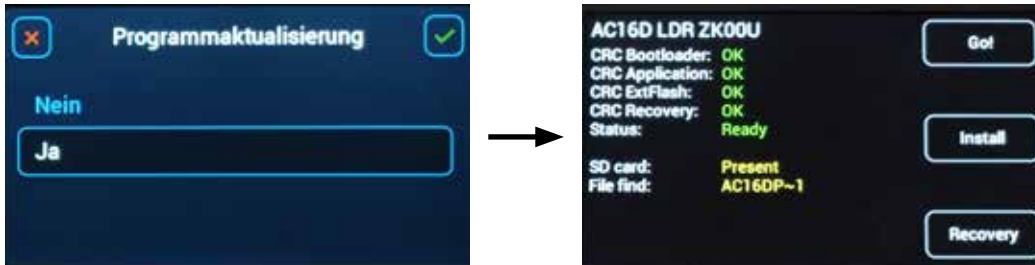 Programmaktualisierung
Nein
Ja
AC16D LDR ZK00U
CRC Bootloader: OK
CRC Application: OK
CRC ExtFlash: OK
CRC Recovery: OK
Status: Ready
SD card: Present
File find: AC16DP~1
Go!
Install
Recovery